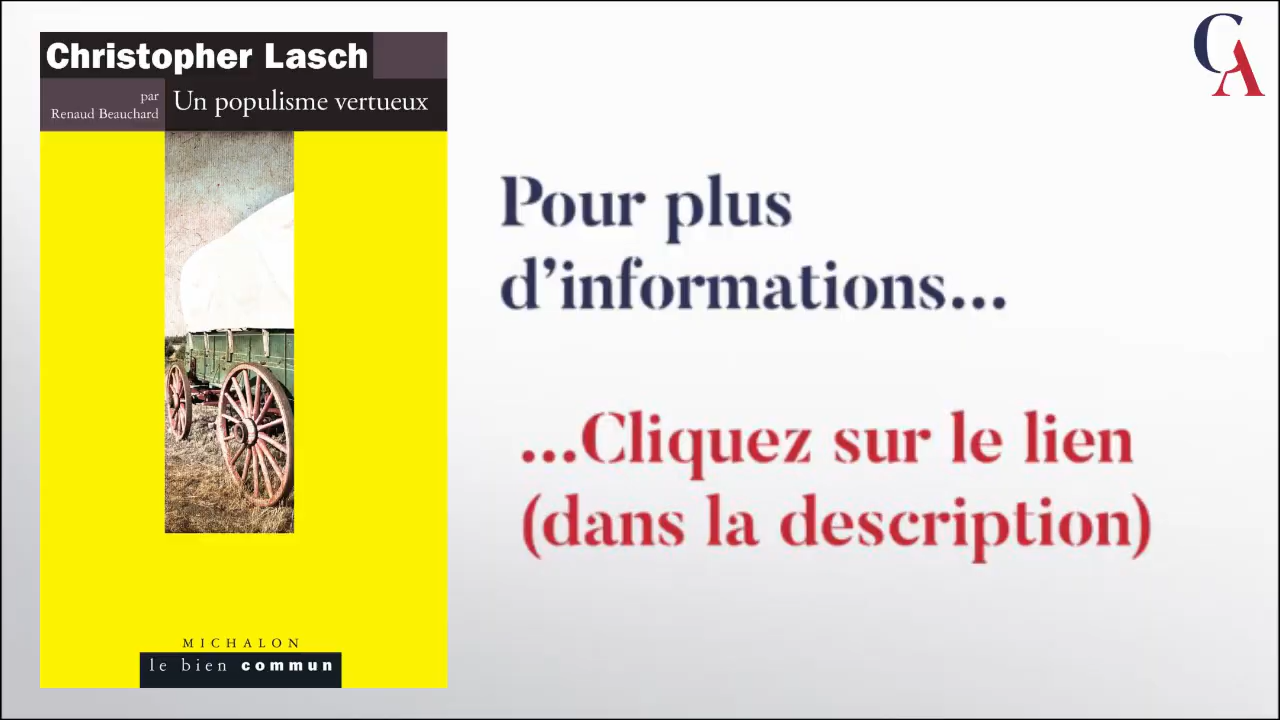 Christopher Lasch
par
Renaud Beauchard
Un populisme vertueux
MICHALON
le bien commun
CA
Pour plus
d’informations...
...Cliquez sur le lien
(dans la description)